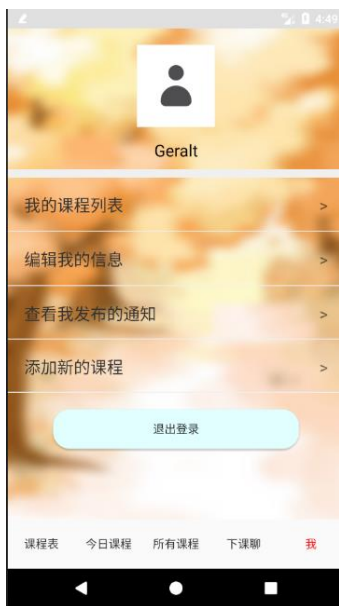 4:49
Geralt
我的课程列表 >
编辑我的信息 >
查看我发布的通知 >
添加新的课程 >
退出登录
课程表 今日课程 所有课程 下课聊 我